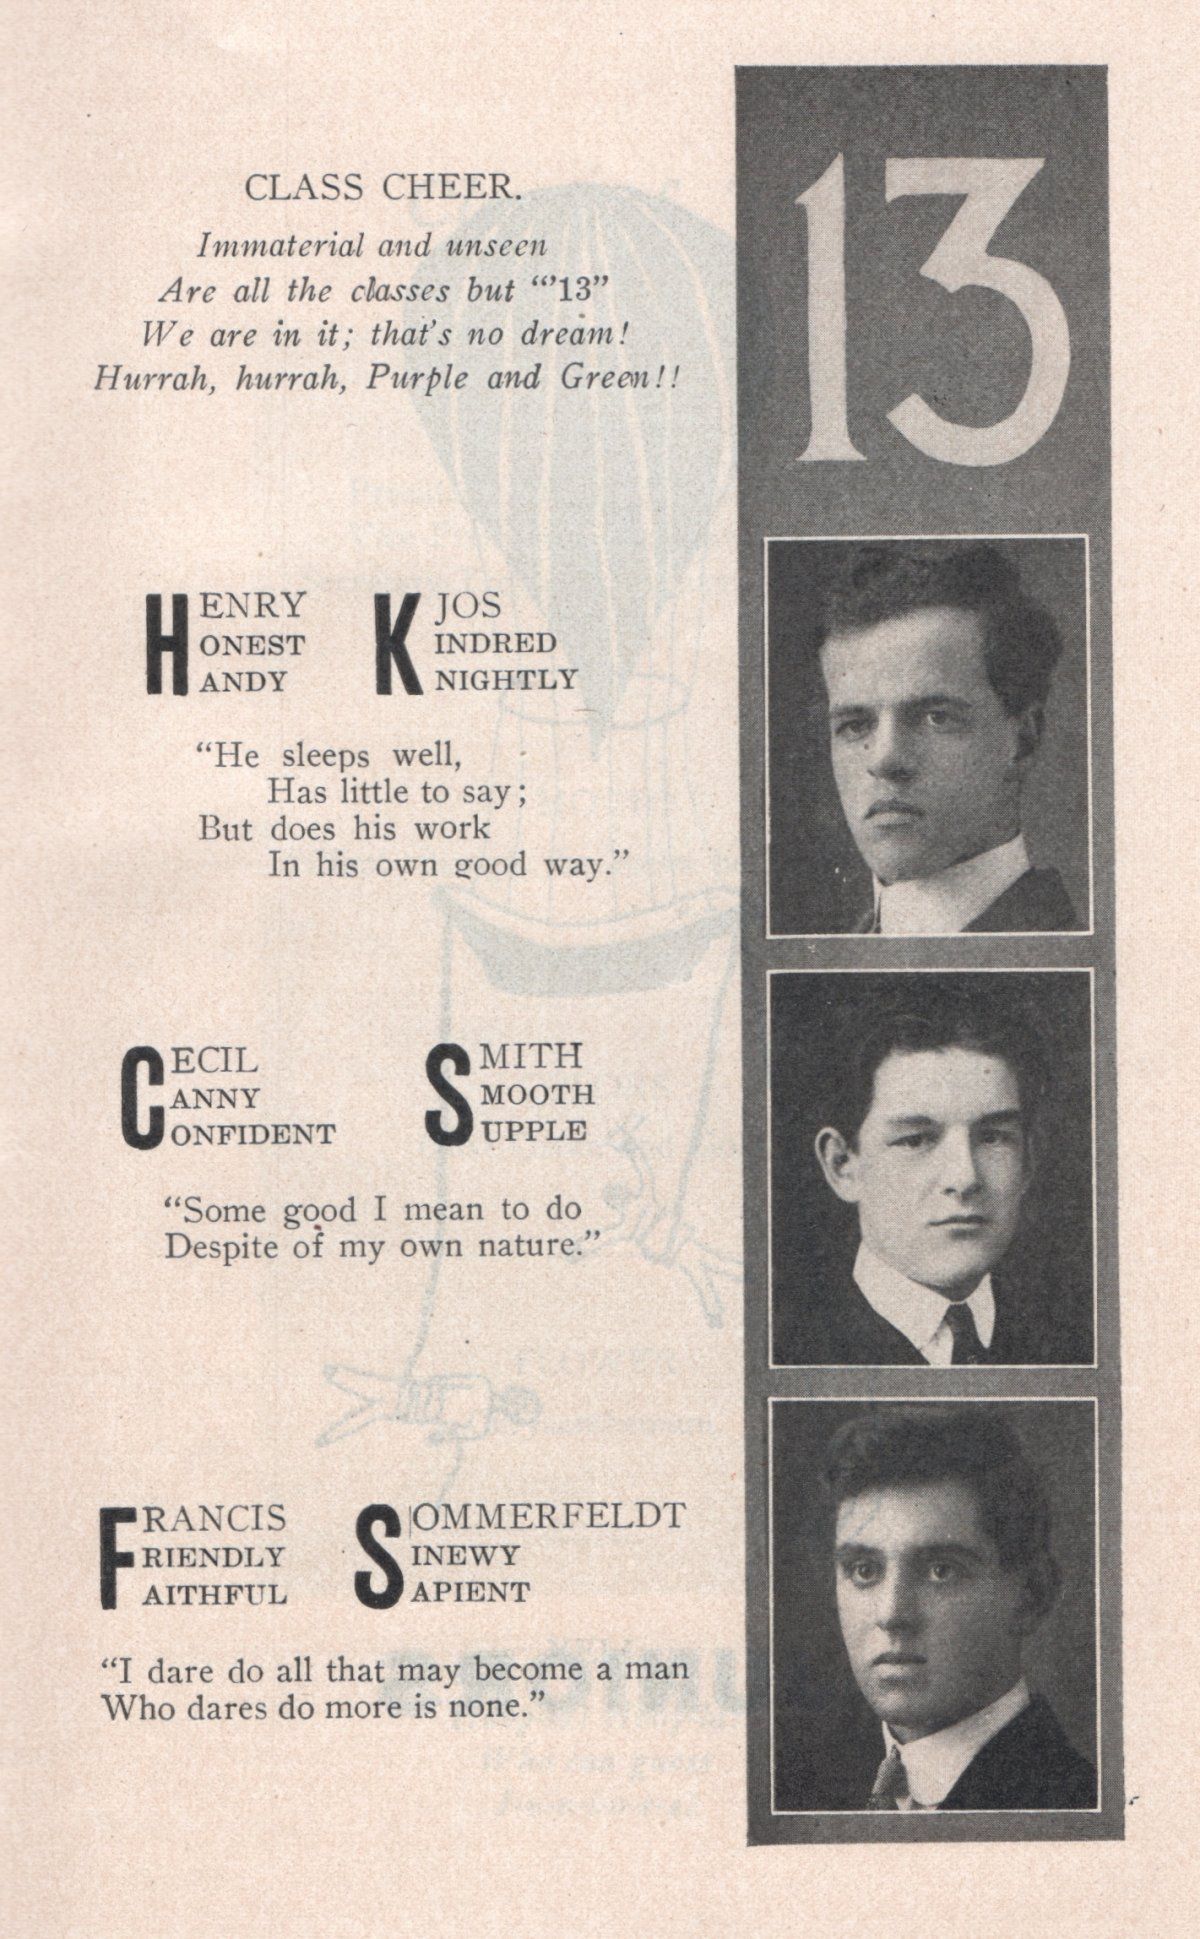 CLASS CHEER.
Immaterial and unseen
Are all the classes but "'13"
We are in it; that's no dream!
Hurrah, hurrah, Purple and Green!!
13
HENRY KJOS
HONEST KINDRED
HANDY KNIGHTLY
"He sleeps well,
Has little to say;
But does his work
In his own good way."
CECIL SMITH
CANNY SMOOTH
CONFIDENT SUPPLE
"Some good I mean to do
Despite of my own nature."
FRANCIS SOMMERFELDT
FRIENDLY SINEWY
FAITHFUL SAPIENT
"I dare do all that may become a man
Who dares do more is none."